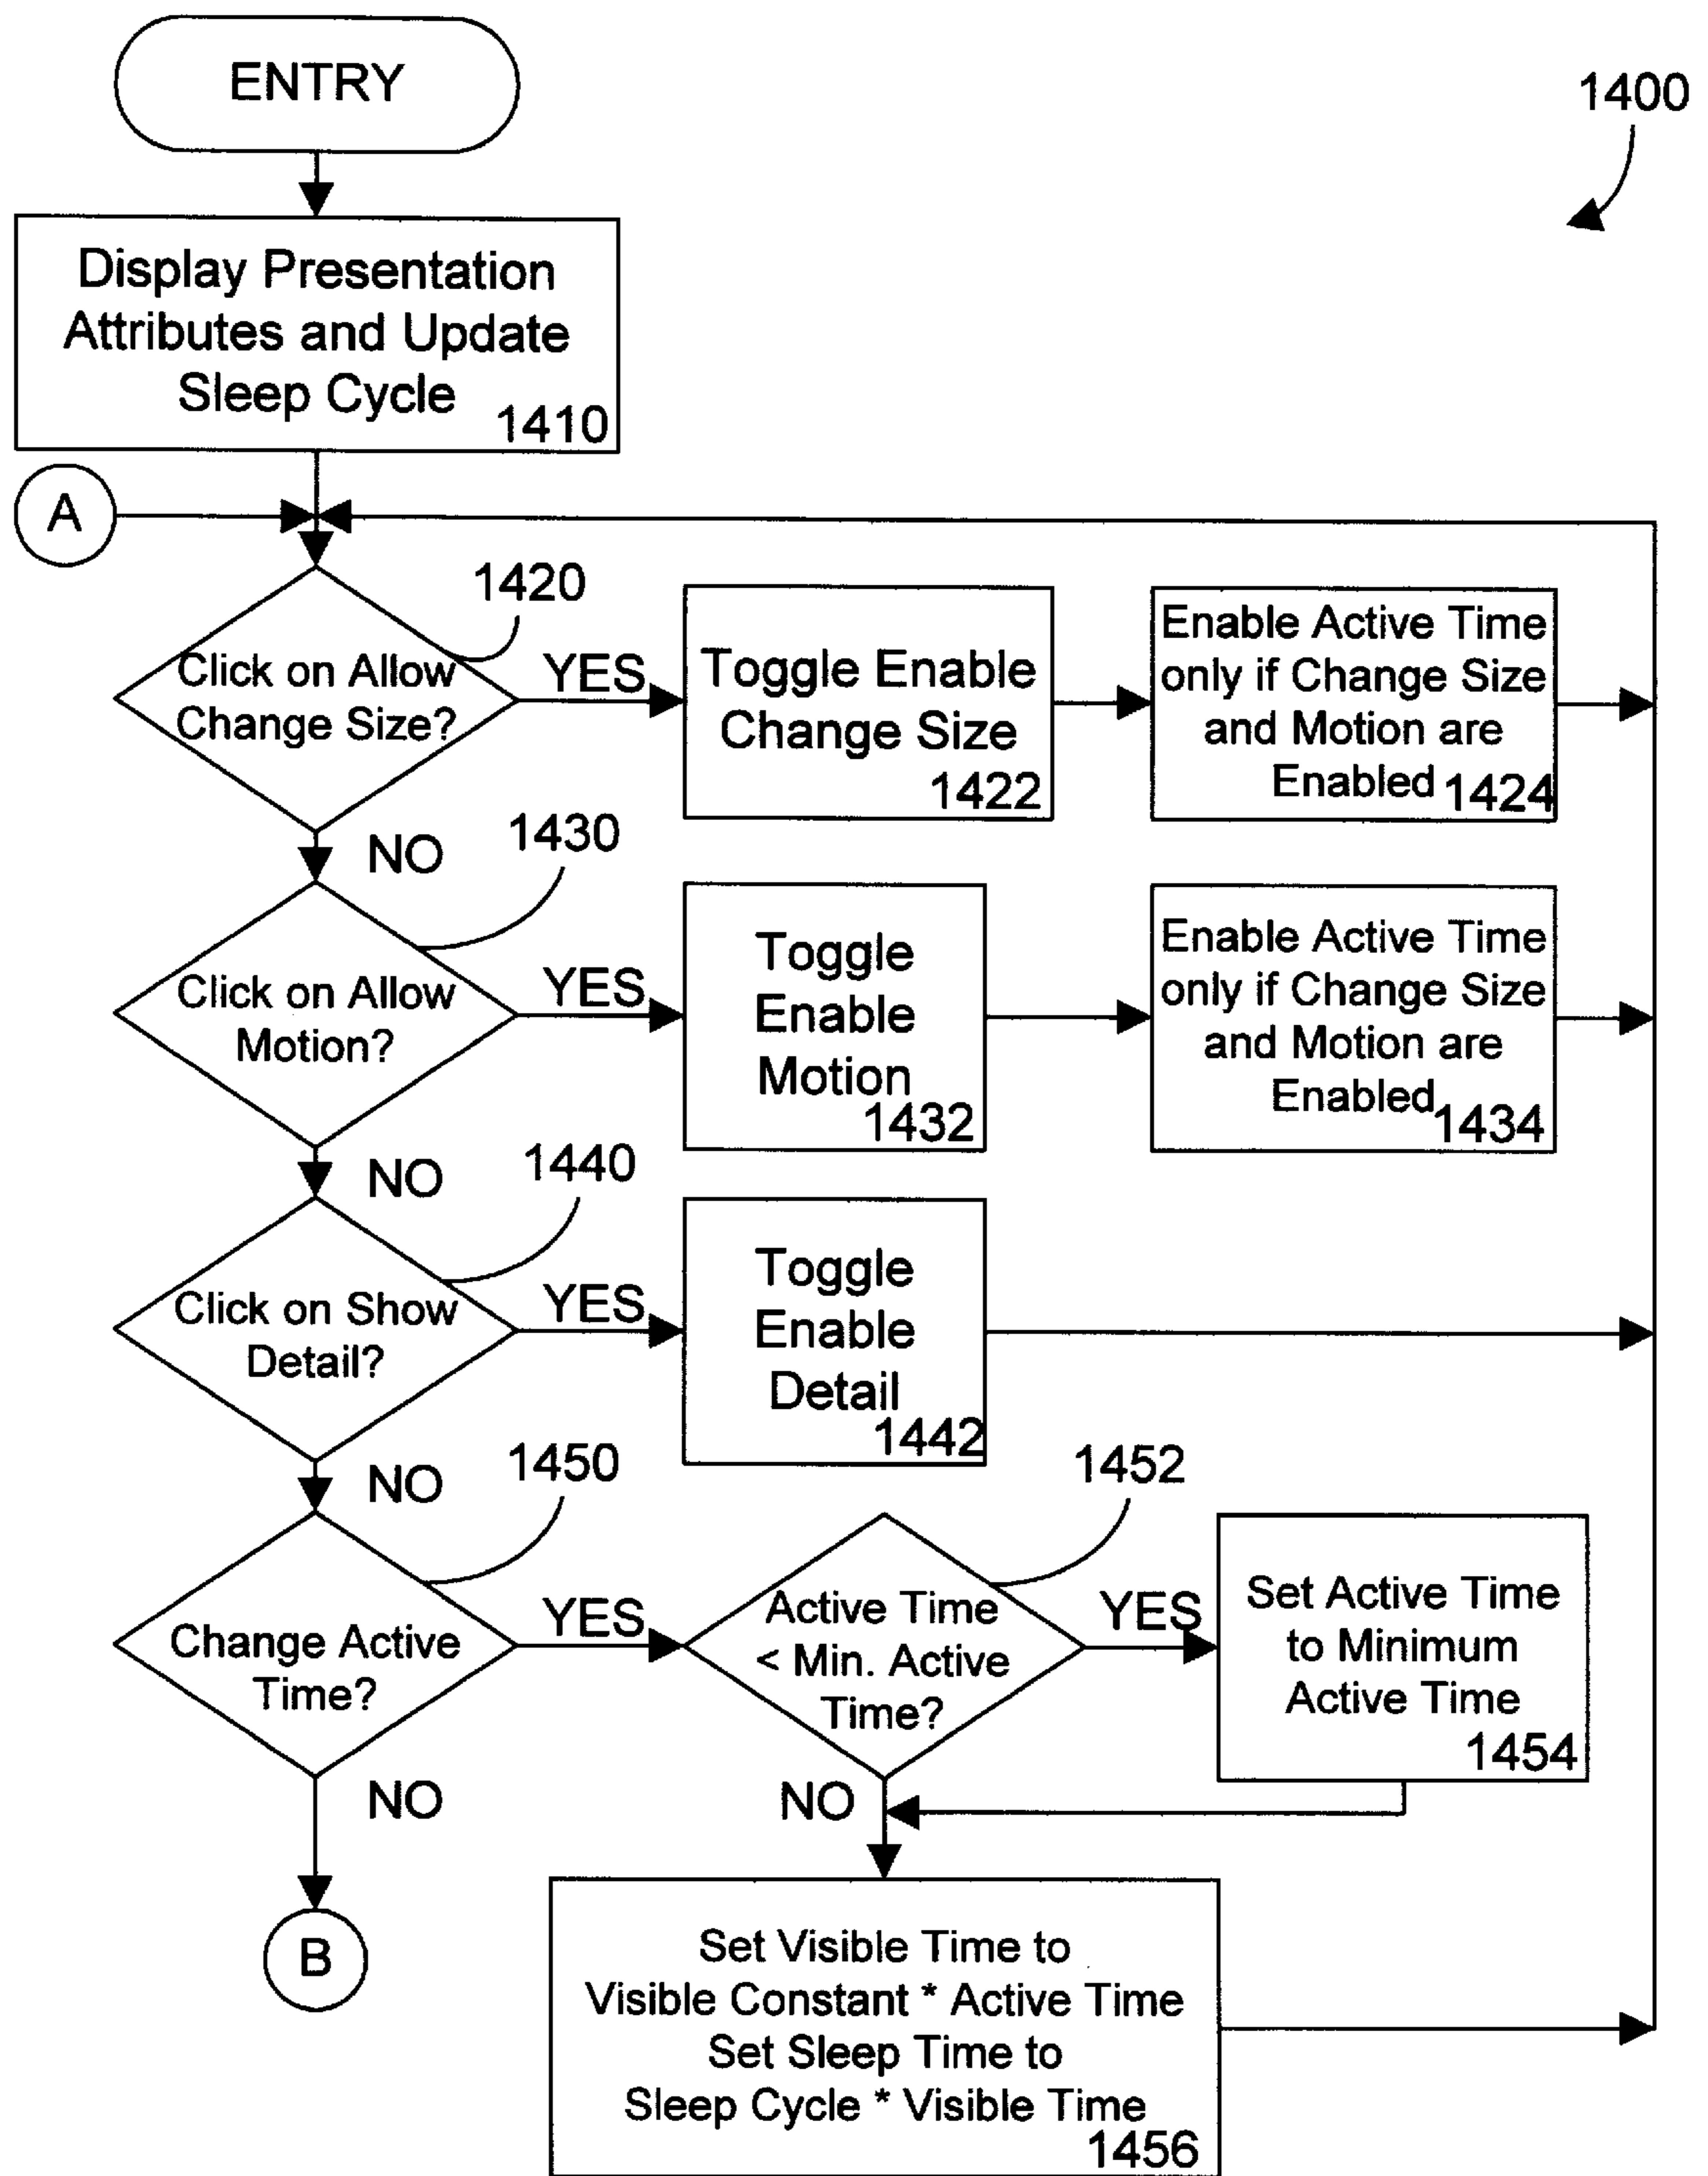 ENTRY
1400
Display Presentation
Attributes and Update
Sleep Cycle
1410
A
1420
Click on Allow
Change Size?
YES
Toggle Enable
Change Size
1422
Enable Active Time
only if Change Size
and Motion are
Enabled
1424
NO
1430
Click on Allow
Motion?
YES
Toggle
Enable
Motion
1432
Enable Active Time
only if Change Size
and Motion are
Enabled
1434
NO
1440
Click on Show
Detail?
YES
Toggle
Enable
Detail
1442
NO
1450
Change Active
Time?
YES
1452
Active Time
< Min. Active
Time?
YES
Set Active Time
to Minimum
Active Time
1454
NO
NO
B
Set Visible Time to
Visible Constant * Active Time
Set Sleep Time to
Sleep Cycle * Visible Time
1456